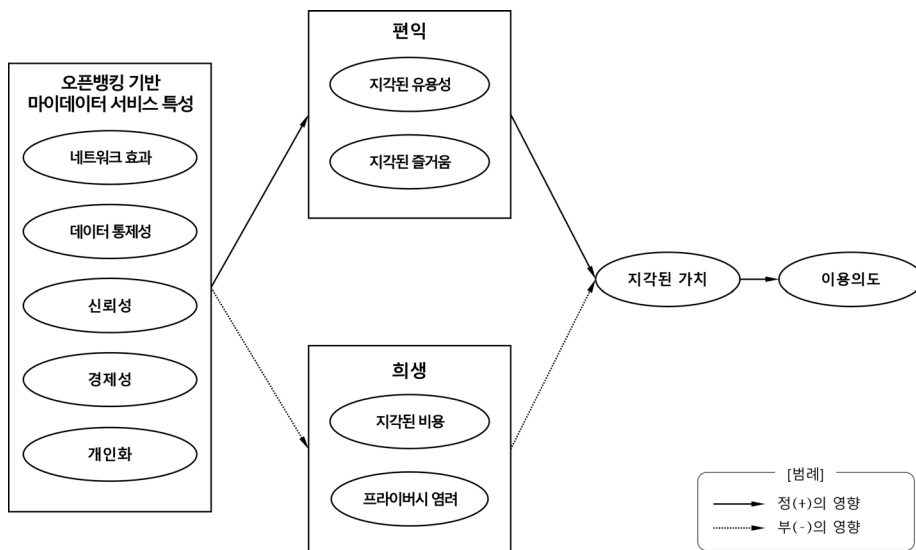 오픈뱅킹 기반
마이데이터 서비스 특성
네트워크 효과
데이터 통제성
신뢰성
경제성
개인화
편익
지각된 유용성
지각된 즐거움
희생
지각된 비용
프라이버시 염려
지각된 가치
이용의도
[범례]
정(+)의 영향
부(-)의 영향